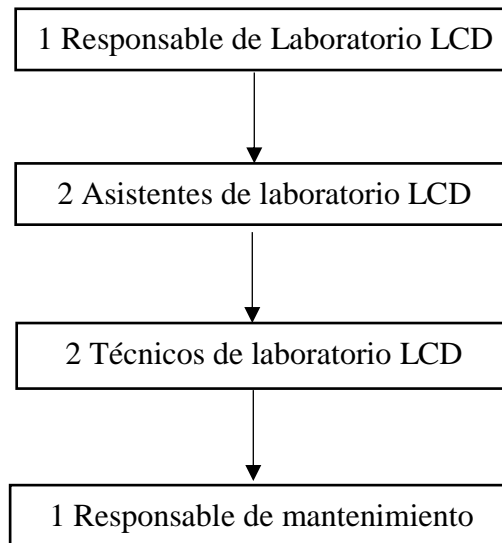 1 Responsable de Laboratorio LCD
2 Asistentes de laboratorio LCD
2 Técnicos de laboratorio LCD
1 Responsable de mantenimiento